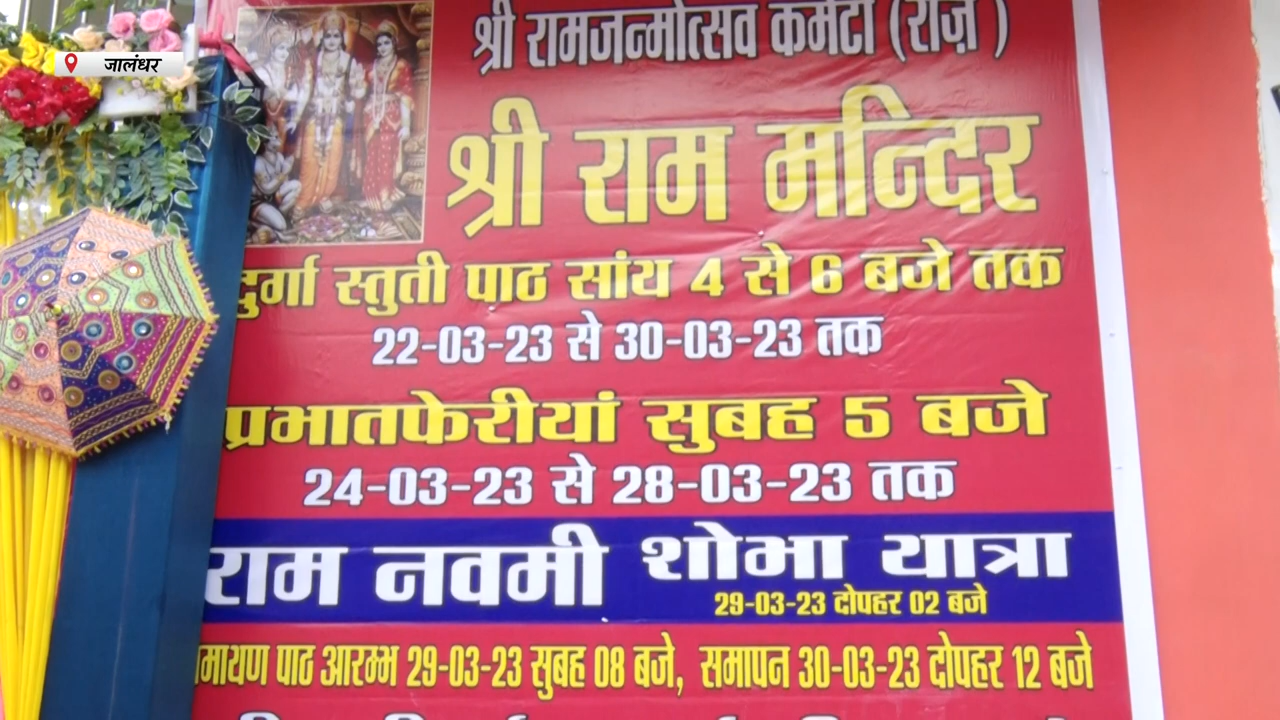 जालंधर
श्री रामजन्मोत्सव कमेटी (रजि़ )
श्री राम मन्दिर
दुर्गा स्तुती पाठ सांय 4 से 6 बजे तक
22-03-23 से 30-03-23 तक
प्रभातफेरीयां सुबह 5 बजे
24-03-23 से 28-03-23 तक
राम नवमी शोभा यात्रा
29-03-23 दोपहर 02 बजे
मायण पाठ आरम्भ 29-03-23 सुबह 08 बजे, समापन 30-03-23 दोपहर 12 बजे